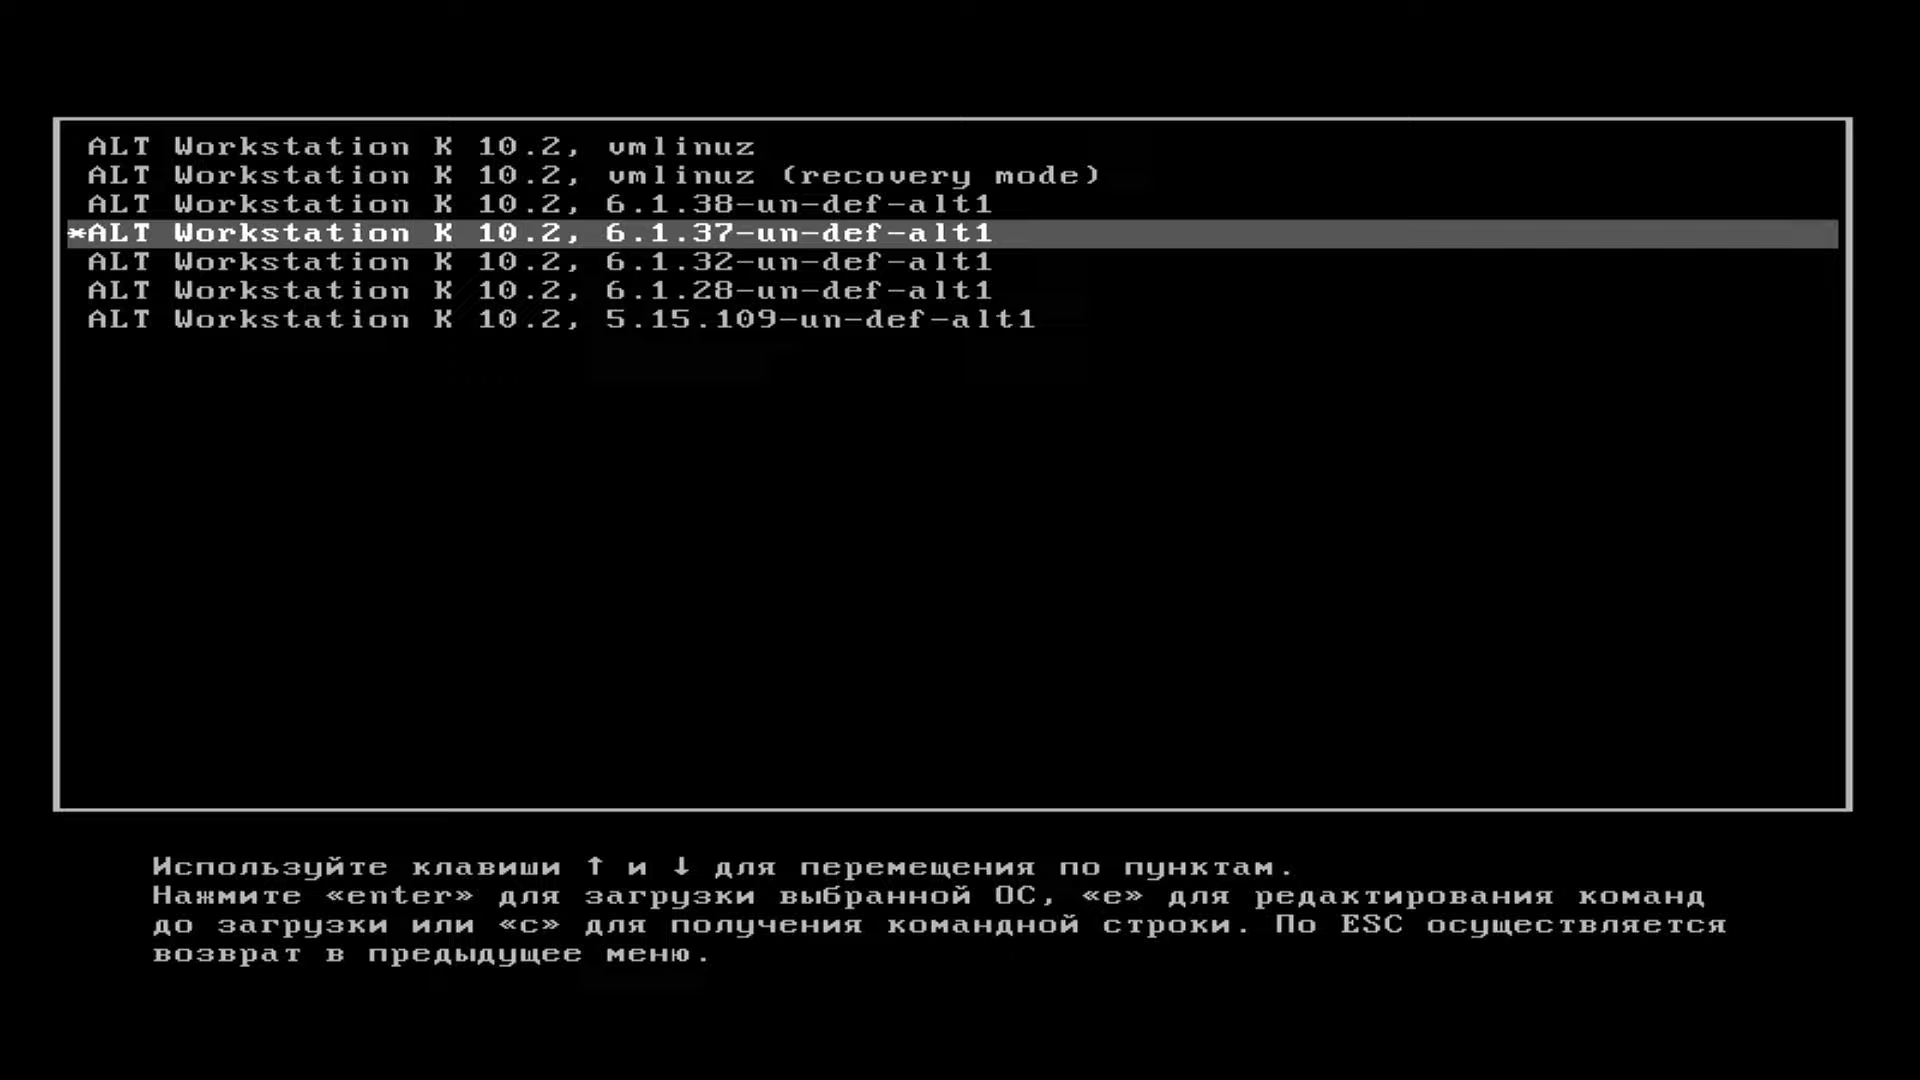 ALT Workstation K 10.2, vmlinuz
ALT Workstation K 10.2, vmlinuz (recovery mode)
ALT Workstation K 10.2, 6.1.38-un-def-alt1
*ALT Workstation K 10.2, 6.1.37-un-def-alt1
ALT Workstation K 10.2, 6.1.32-un-def-alt1
ALT Workstation K 10.2, 6.1.28-un-def-alt1
ALT Workstation K 10.2, 5.15.109-un-def-alt1
Используйте клавиши ↑ и ↓ для перемещения по пунктам.
Нажмите «enter» для загрузки выбранной ОС, «e» для редактирования команд
до загрузки или «c» для получения командной строки. По ESC осуществляется
возврат в предыдущее меню.